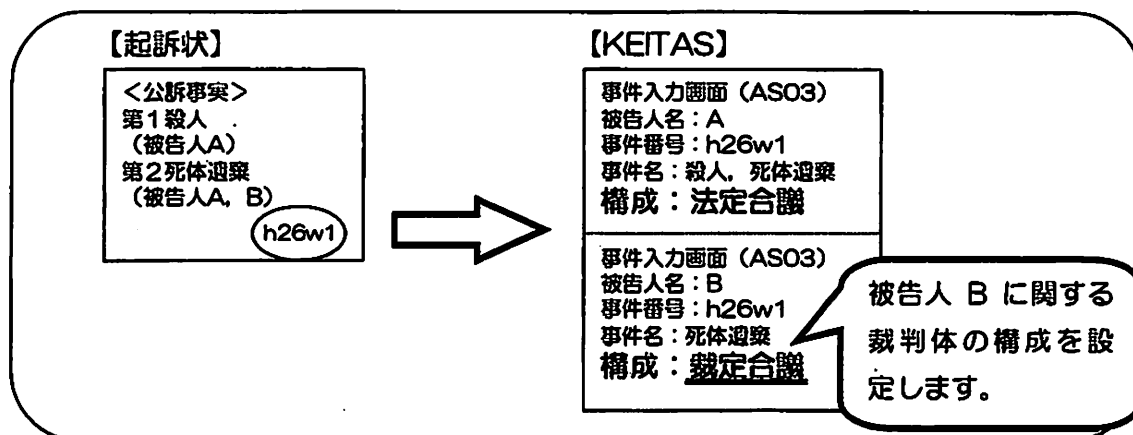 【起訴状】
<公訴事実>
第1殺人
(被告人A)
第2死体遺棄
(被告人A, B)
h26w1
【KEITAS】
事件入力画面(AS03)
被告人名:A
事件番号:h26w1
事件名:殺人, 死体遺棄
構成:法定合議
事件入力画面(AS03)
被告人名:B
事件番号:h26w1
事件名:死体遺棄
構成:裁定合議
被告人 B に関する
裁判体の構成を設
定します。